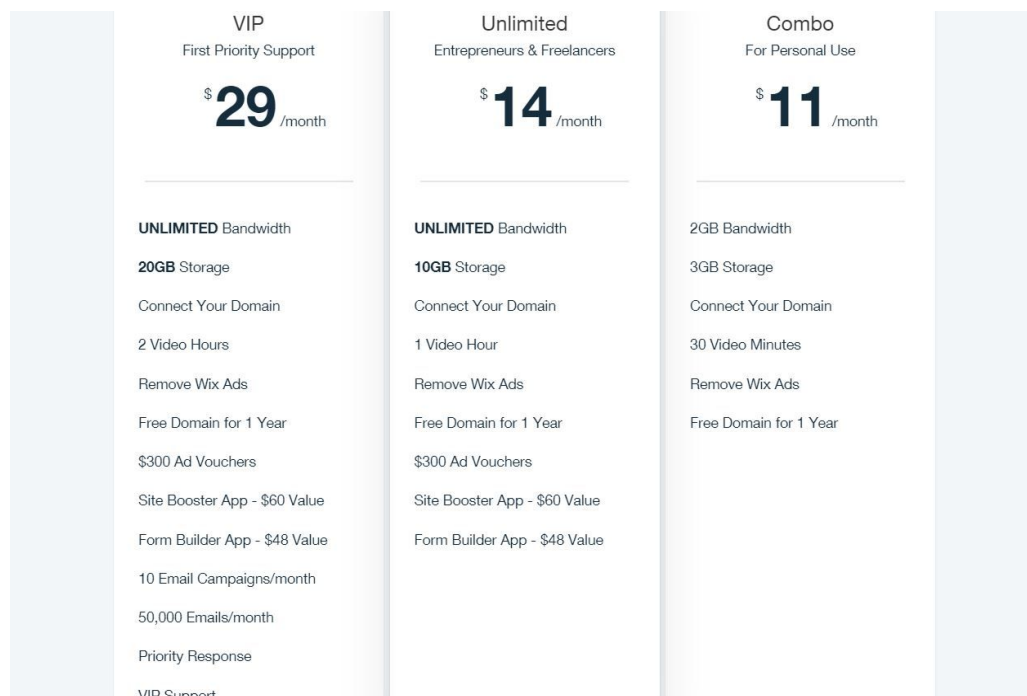 VIP
First Priority Support
$ 29 /month
UNLIMITED Bandwidth
20GB Storage
Connect Your Domain
2 Video Hours
Remove Wix Ads
Free Domain for 1 Year
$300 Ad Vouchers
Site Booster App - $60 Value
Form Builder App - $48 Value
10 Email Campaigns/month
50,000 Emails/month
Priority Response
VIP Support
Unlimited
Entrepreneurs & Freelancers
$ 14 /month
UNLIMITED Bandwidth
10GB Storage
Connect Your Domain
1 Video Hour
Remove Wix Ads
Free Domain for 1 Year
$300 Ad Vouchers
Site Booster App - $60 Value
Form Builder App - $48 Value
Combo
For Personal Use
$ 11 /month
2GB Bandwidth
3GB Storage
Connect Your Domain
30 Video Minutes
Remove Wix Ads
Free Domain for 1 Year